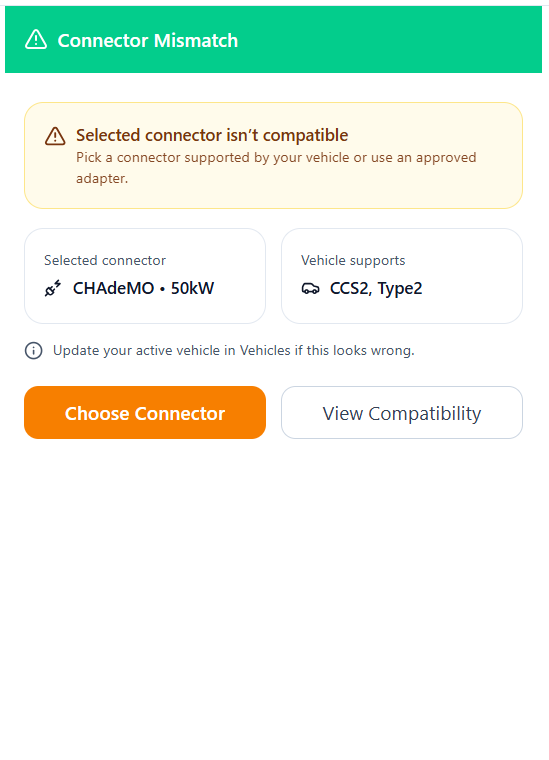 Connector Mismatch
Selected connector isn’t compatible
Pick a connector supported by your vehicle or use an approved
adapter.
Selected connector
CHAdeMO • 50kW
Vehicle supports
CCS2, Type2
Update your active vehicle in Vehicles if this looks wrong.
Choose Connector
View Compatibility